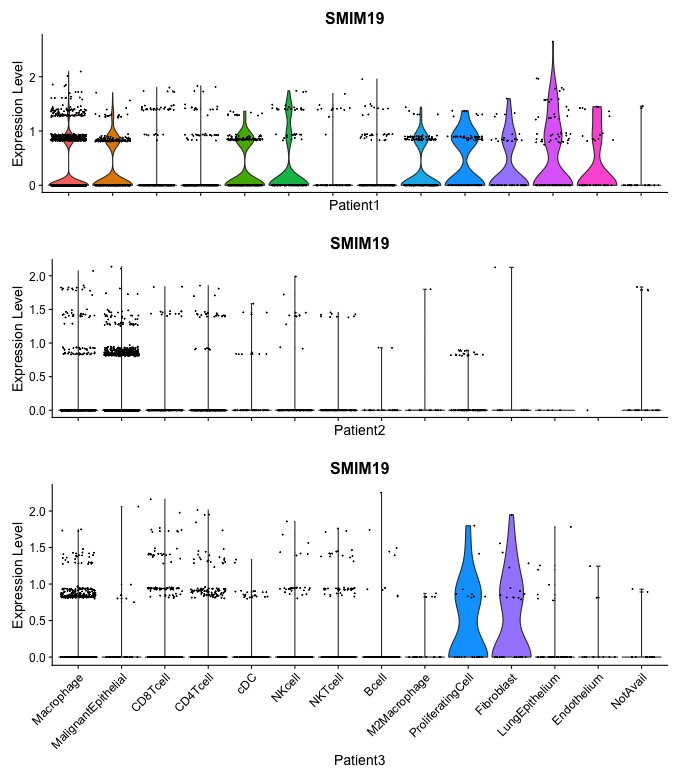 SMIM19
Expression Level
2
1
0
Patient1
SMIM19
Expression Level
2.0
1.5
1.0
0.5
0.0
Patient2
SMIM19
Expression Level
2.0
1.5
1.0
0.5
0.0
Macrophage
MalignantEpithelial
CD8Tcell
CD4Tcell
cDC
NKcell
NKTcell
Bcell
M2Macrophage
ProliferatingCell
Fibroblast
LungEpithelium
Endothelium
NotAvail
Patient3